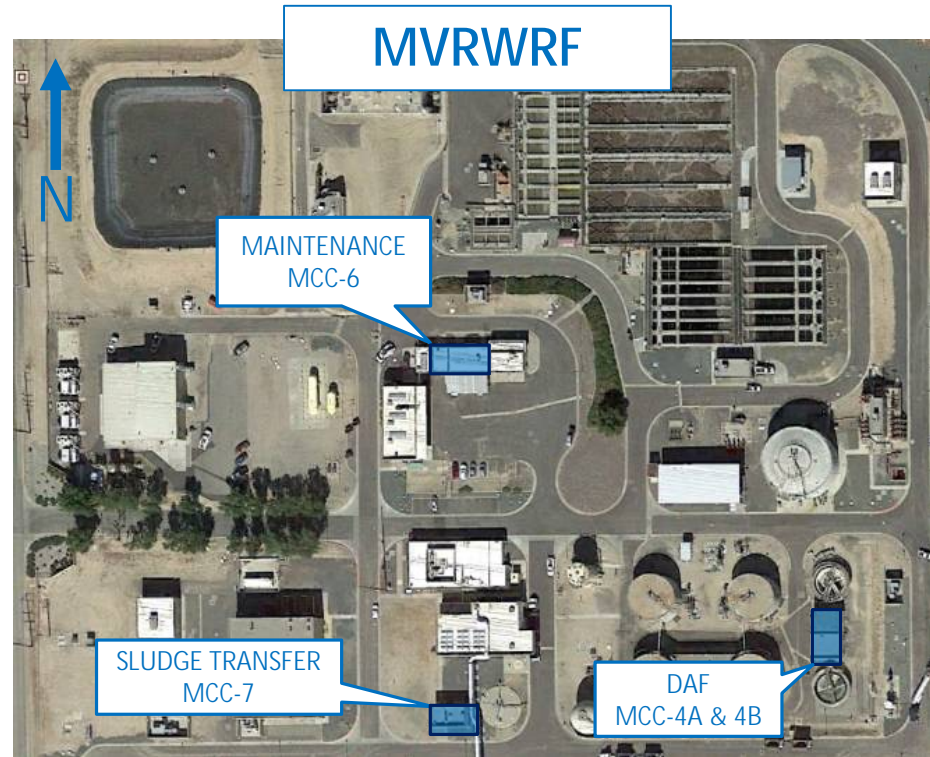 MVRWRF
N
MAINTENANCE
MCC-6
SLUDGE TRANSFER
MCC-7
DAF
MCC-4A & 4B